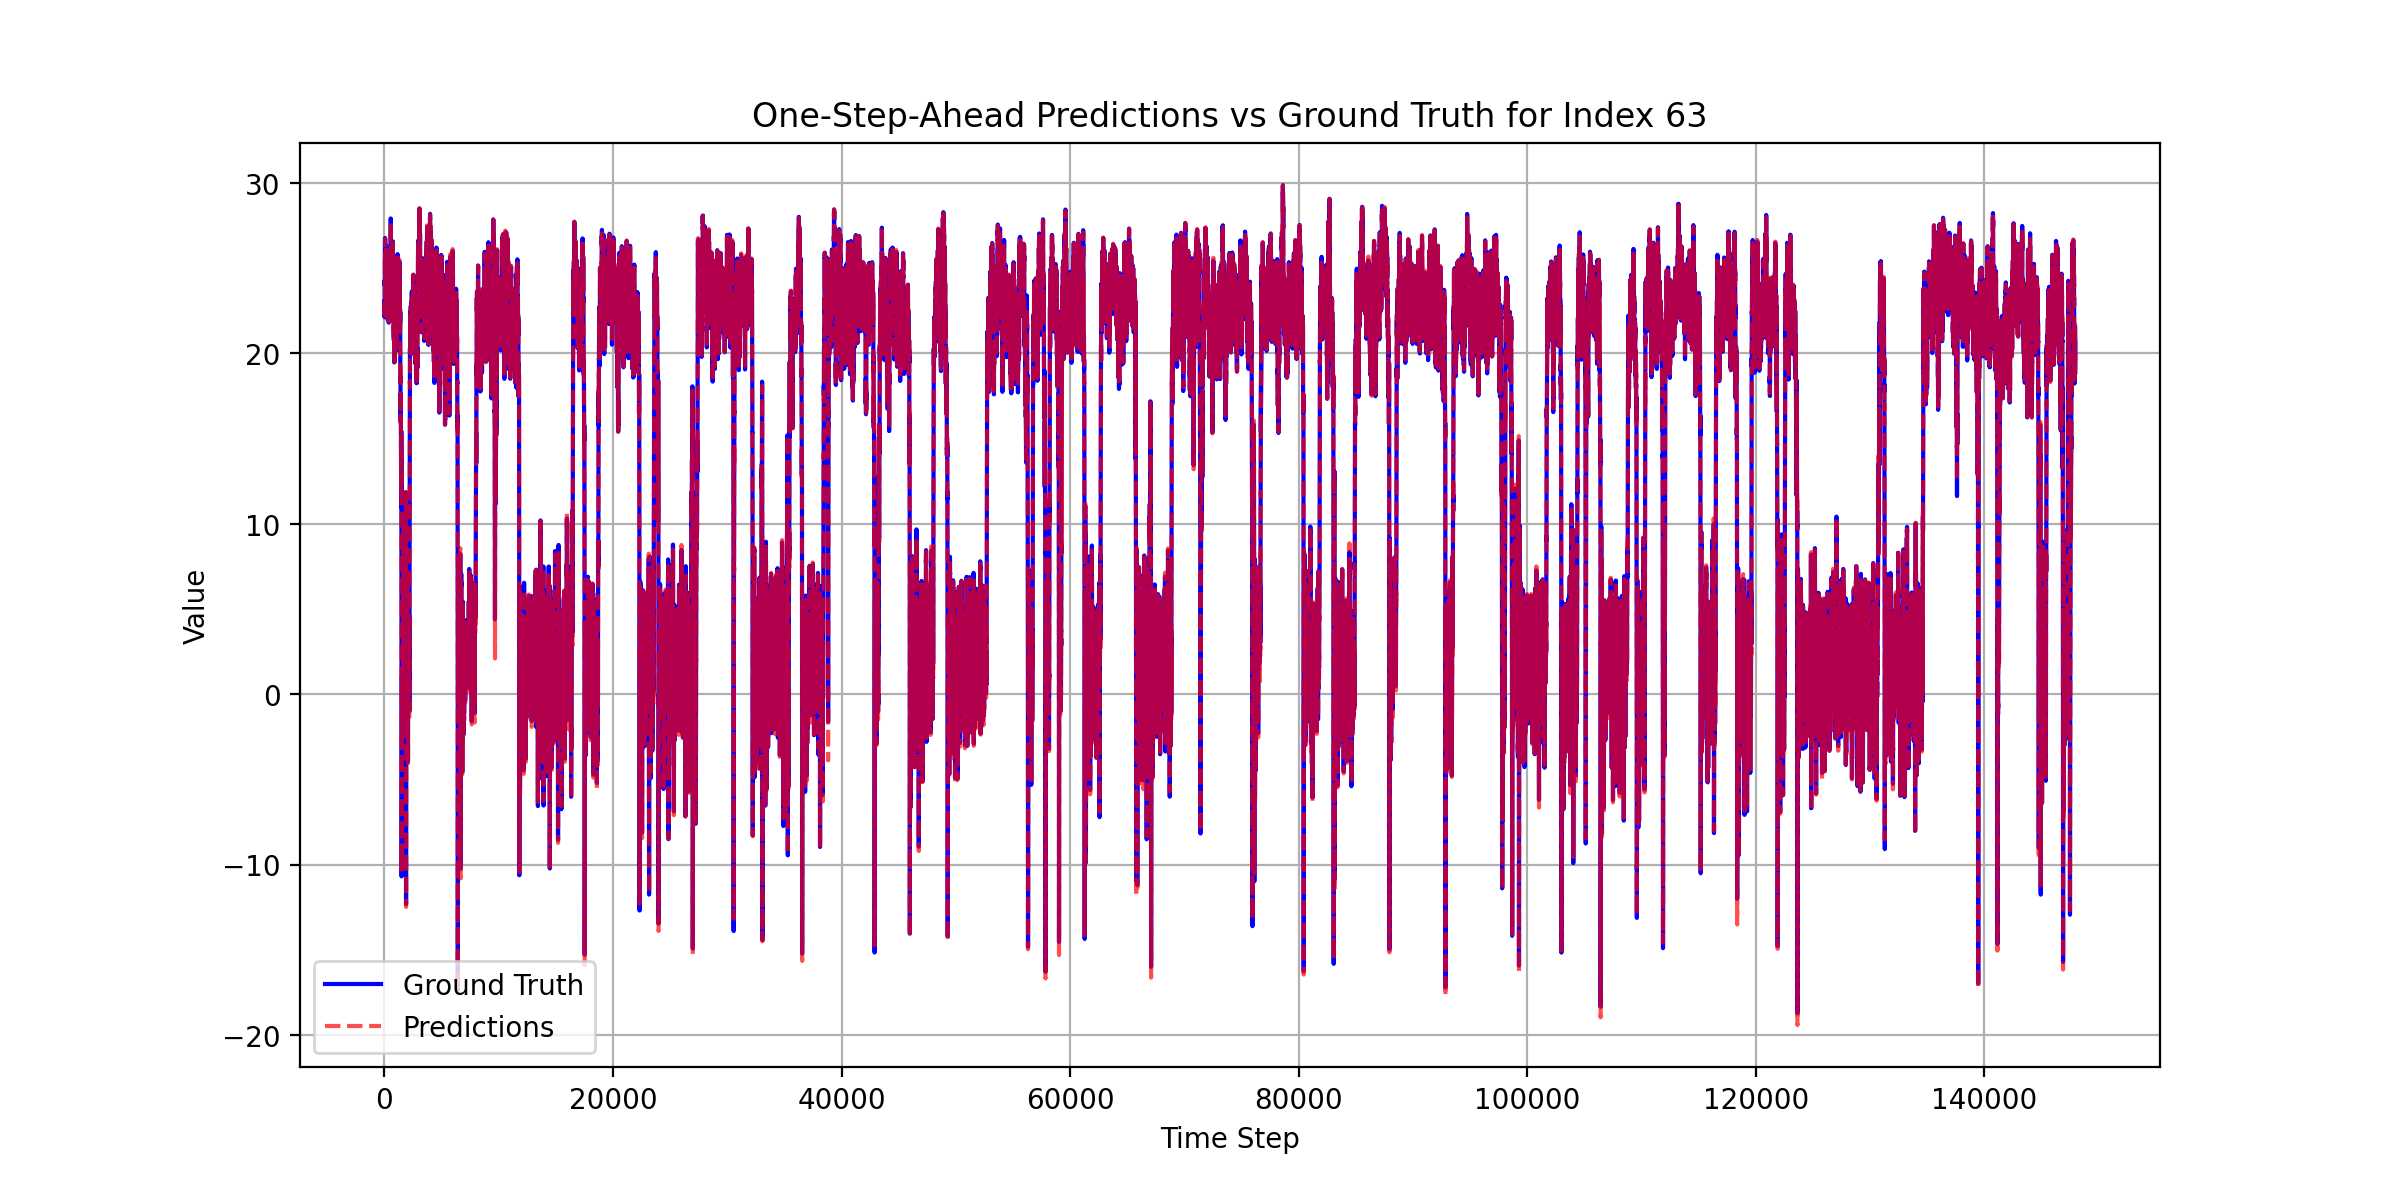 One-Step-Ahead Predictions vs Ground Truth for Index 63
30
20
10
0
−10
−20
Value
Ground Truth
Predictions
0 20000 40000 60000 80000 100000 120000 140000
Time Step